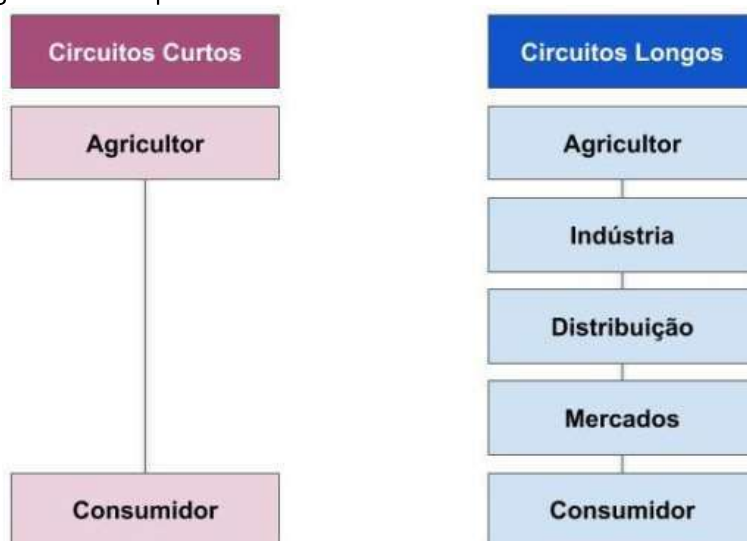 Circuitos Curtos
Agricultor
Consumidor
Circuitos Longos
Agricultor
Indústria
Distribuição
Mercados
Consumidor